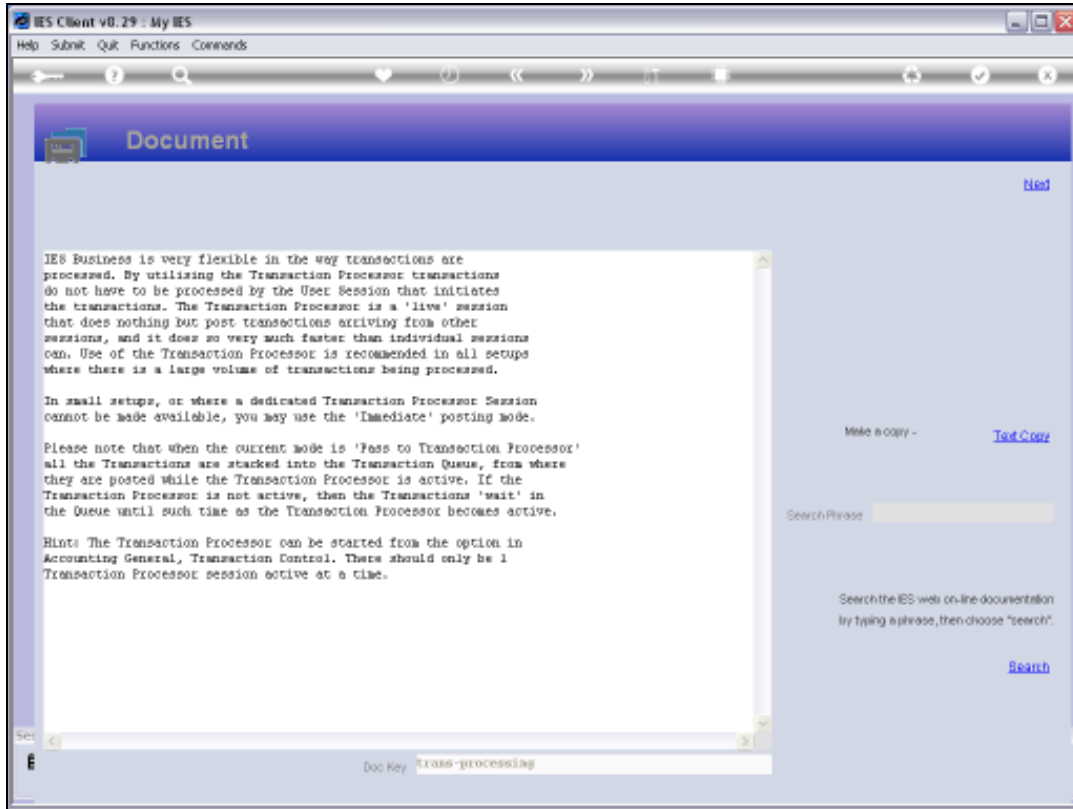 IES Client v8.29 : My IES
Help Submit Quit Functions Commands
Document
Next
IES Business is very flexible in the way transactions are
processed. By utilizing the Transaction Processor transactions
do not have to be processed by the User Session that initiates
the transactions. The Transaction Processor is a 'live' session
that does nothing but post transactions arriving from other
sessions, and it does so very much faster than individual sessions
can. Use of the Transaction Processor is recommended in all setups
where there is a large volume of transactions being processed.
In small setups, or where a dedicated Transaction Processor Session
cannot be made available, you may use the 'Immediate' posting mode.
Please note that when the current mode is 'Pass to Transaction Processor'
all the Transactions are stacked into the Transaction Queue, from where
they are posted while the Transaction Processor is active. If the
Transaction Processor is not active, then the Transactions 'wait' in
the Queue until such time as the Transaction Processor becomes active.
Hint: The Transaction Processor can be started from the option in
Accounting General, Transaction Control. There should only be 1
Transaction Processor session active at a time.
Make a copy -
Text Copy
Search Phrase
Search the IES web on-line documentation
by typing a phrase, then choose "search".
Search
Doc Key trans-processing